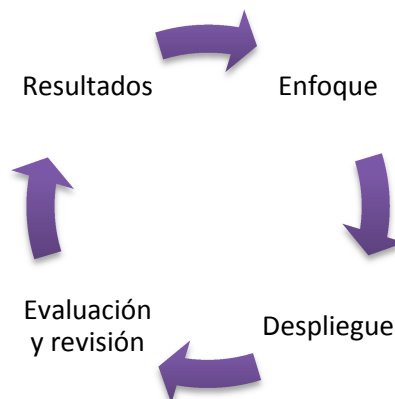 Resultados
Enfoque
Evaluación
y revisión
Despliegue